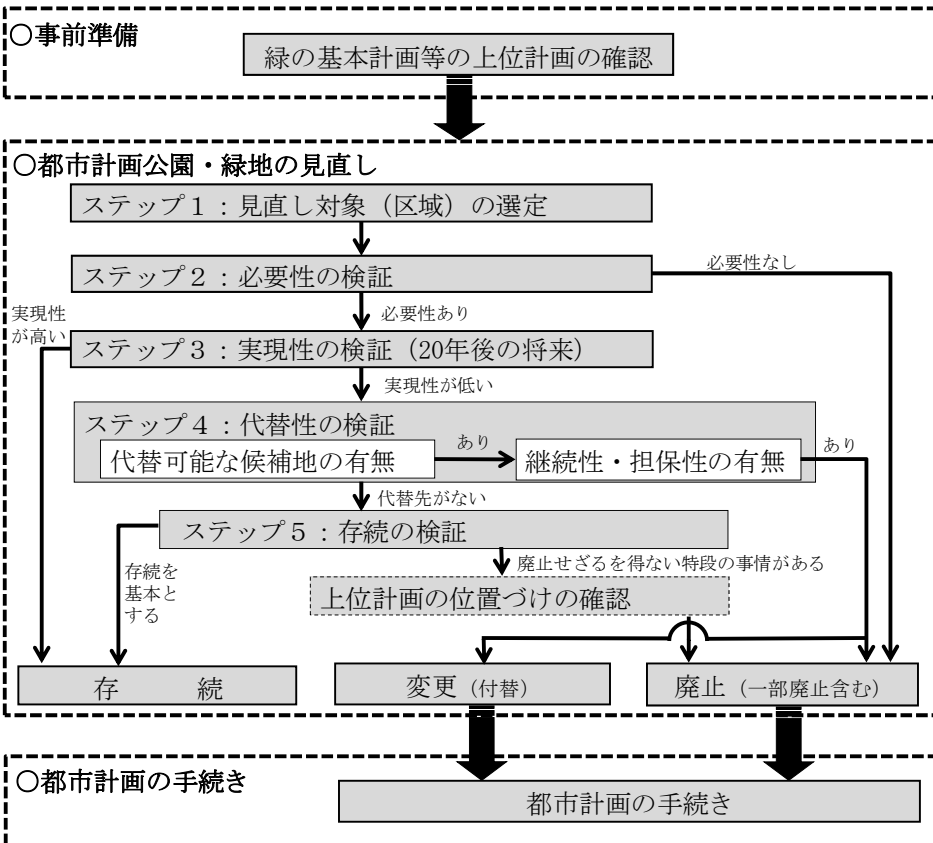 〇事前準備
緑の基本計画等の上位計画の確認
〇都市計画公園・緑地の見直し
ステップ１：見直し対象（区域）の選定
ステップ２：必要性の検証
必要性なし
必要性あり
実現性
が高い
ステップ３：実現性の検証（20年後の将来）
実現性が低い
ステップ４：代替性の検証
代替可能な候補地の有無
あり
継続性・担保性の有無
あり
代替先がない
ステップ５：存続の検証
存続を
基本と
する
廃止せざるを得ない特段の事情がある
上位計画の位置づけの確認
存　　続
変更（付替）
廃止（一部廃止含む）
〇都市計画の手続き
都市計画の手続き